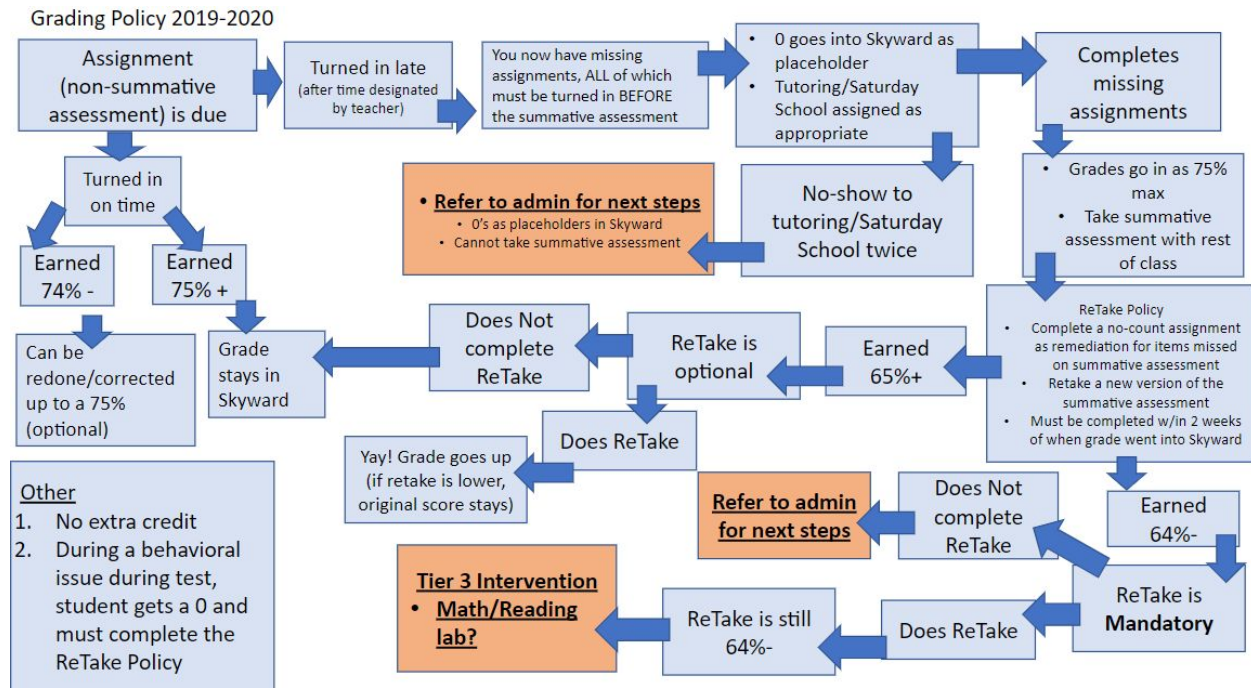 Grading Policy 2019-2020
Assignment
(non-summative
assessment) is due
Turned in late
(after time designated
by teacher)
You now have missing
assignments, ALL of which
must be turned in BEFORE
the summative assessment
• 0 goes into Skyward as
placeholder
• Tutoring/Saturday
School assigned as
appropriate
Completes
missing
assignments
Turned in
on time
• Refer to admin for next steps
• 0's as placeholders in Skyward
• Cannot take summative assessment
No-show to
tutoring/Saturday
School twice
• Grades go in as 75%
max
• Take summative
assessment with rest
of class
Earned
74% -
Earned
75% +
Can be
redone/corrected
up to a 75%
(optional)
Grade
stays in
Skyward
Does Not
complete
ReTake
ReTake is
optional
Earned
65%+
ReTake Policy
• Complete a no-count assignment
as remediation for items missed
on summative assessment
• Retake a new version of the
summative assessment
• Must be completed w/in 2 weeks
of when grade went into Skyward
Does ReTake
Yay! Grade goes up
(if retake is lower,
original score stays)
Other
1. No extra credit
2. During a behavioral
issue during test,
student gets a 0 and
must complete the
ReTake Policy
Refer to admin
for next steps
Does Not
complete
ReTake
Earned
64%-
Tier 3 Intervention
• Math/Reading
lab?
ReTake is still
64%-
Does ReTake
ReTake is
Mandatory